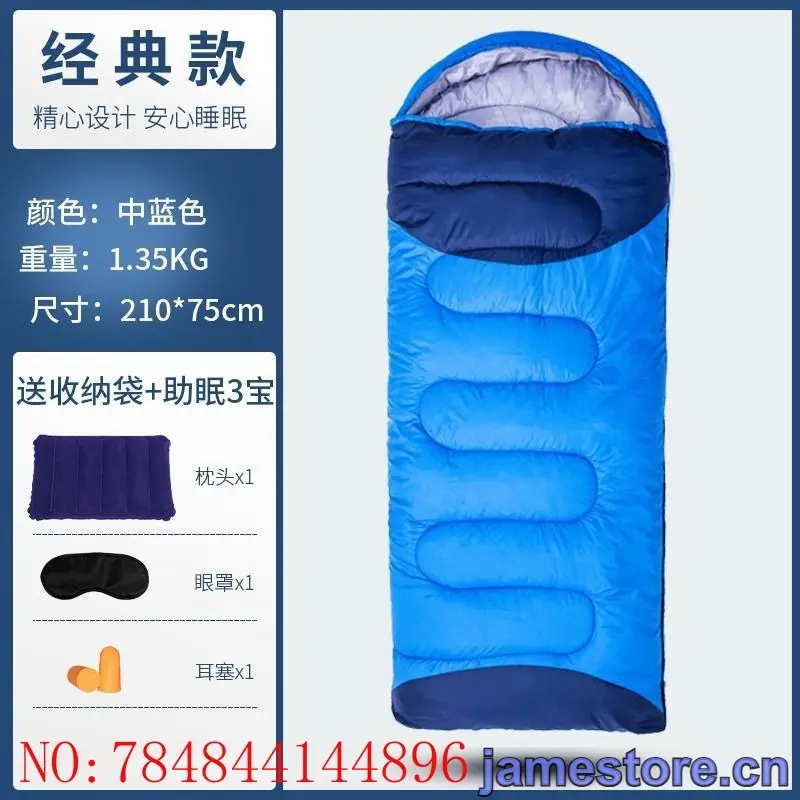 经典款
精心设计 安心睡眠
颜色：中蓝色
重量：1.35KG
尺寸：210*75cm
送收纳袋+助眠3宝
枕头x1
眼罩x1
耳塞x1
NO:784844144896
jamestore.cn